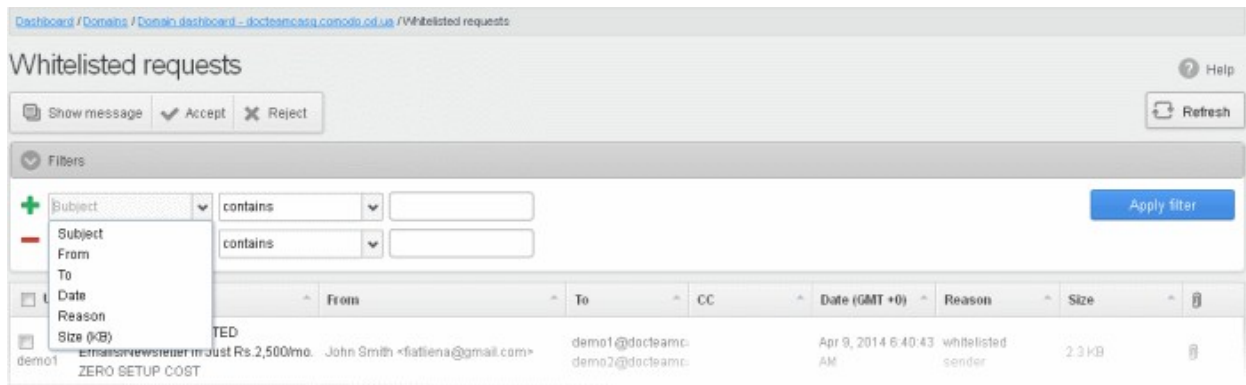 Dashboard / Domains / Domain dashboard - docteamcasg.comodo.od.ua / Whitelisted requests
Whitelisted requests
Help
Show message Accept Reject
Refresh
Filters
Subject contains
Apply filter
contains
Subject
From
To
Date
Reason
Size (KB)
From To CC Date (GMT +0) Reason Size
TED
Emails/Newsletter in Just Rs.2,500/mo.
ZERO SETUP COST
demo1
John Smith <fiatliena@gmail.com>
demo1@docteamc
demo2@docteamc
Apr 9, 2014 6:40:43
AM
whitelisted
sender
2.3 KB